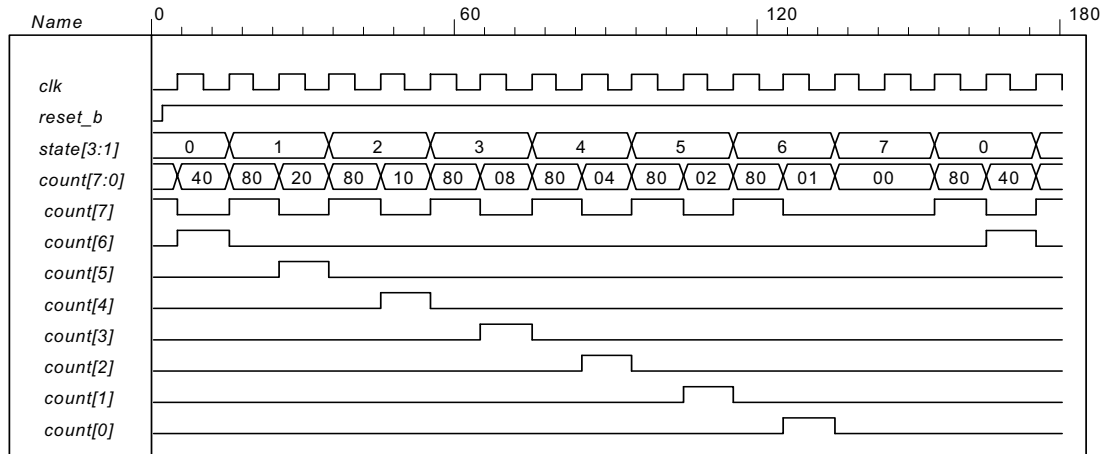 Name 0 60 120 180
clk
reset_b
state[3:1] 0 1 2 3 4 5 6 7 0
count[7:0] 40 80 20 80 10 80 08 80 04 80 02 80 01 00 80 40
count[7]
count[6]
count[5]
count[4]
count[3]
count[2]
count[1]
count[0]